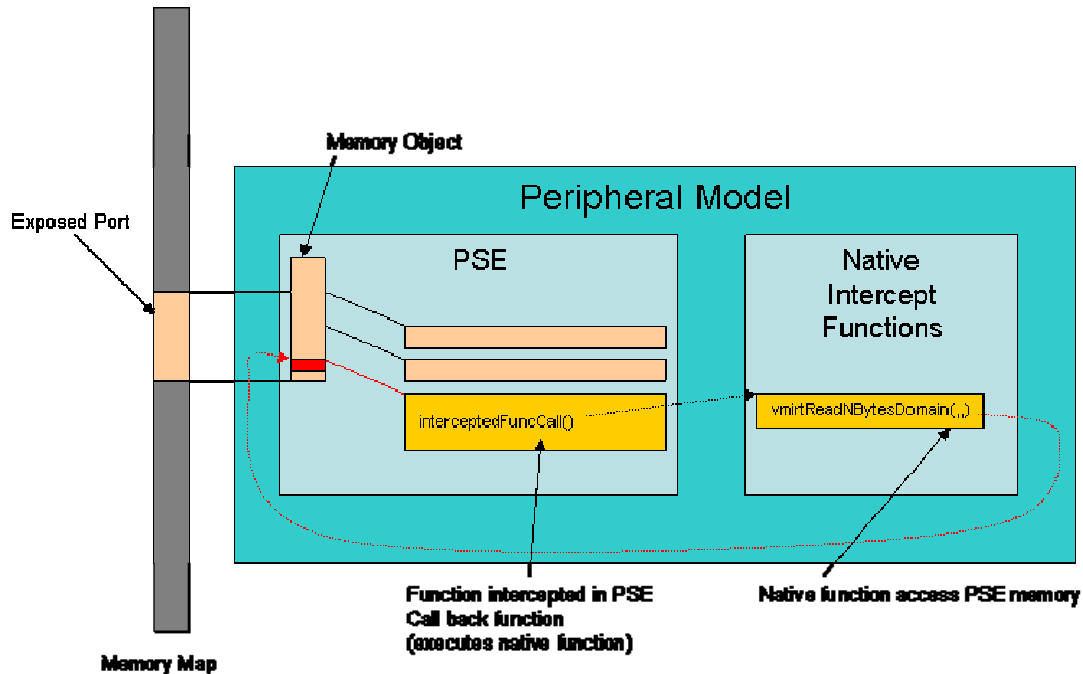 Memory Object
Peripheral Model
Exposed Port
PSE
Native
Intercept
Functions
interceptedFuncCall()
vmirtReadNBytesDomain(,,)
Function intercepted in PSE
Call back function
(executes native function)
Native function access PSE memory
Memory Map